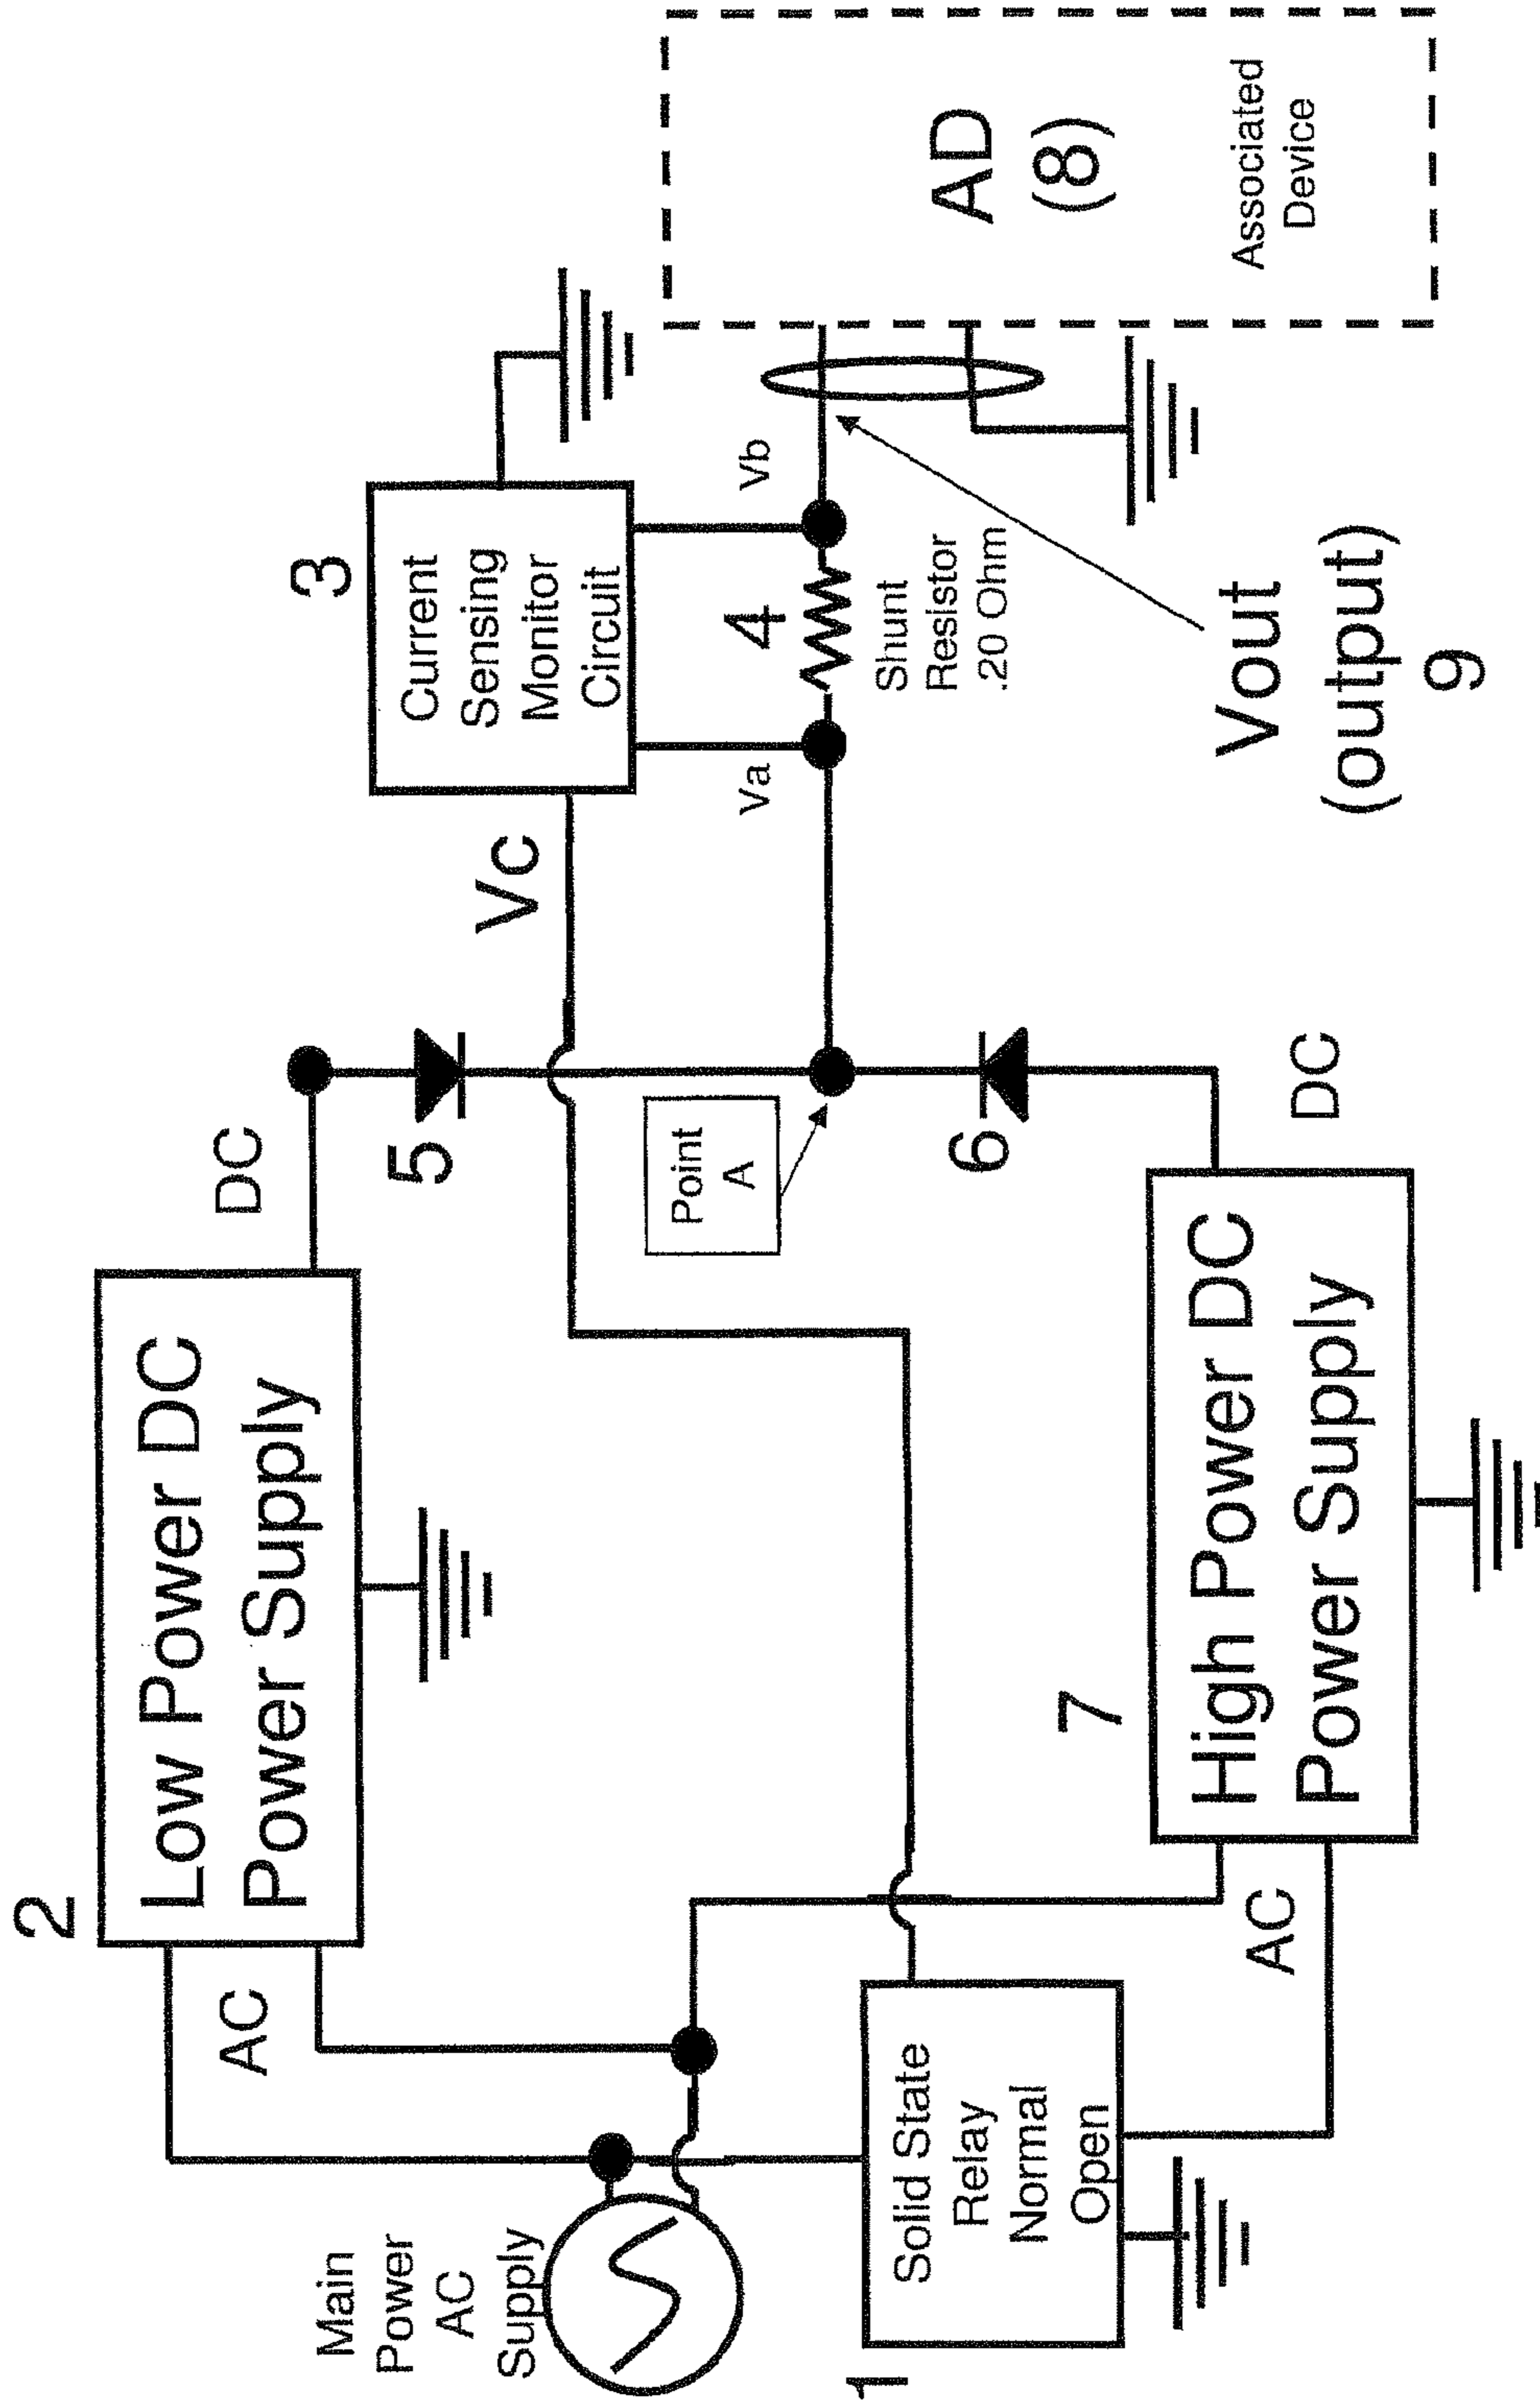 2
Low Power DC
Power Supply
DC
AC
Main
Power
AC
Supply
5
Vc
3
Current
Sensing
Monitor
Circuit
Va
Vb
4
Shunt
Resistor
.20 Ohm
Point
A
6
DC
1
Solid State
Relay
Normal
Open
7
High Power DC
Power Supply
AC
Vout
(output)
9
AD
(8)
Associated
Device